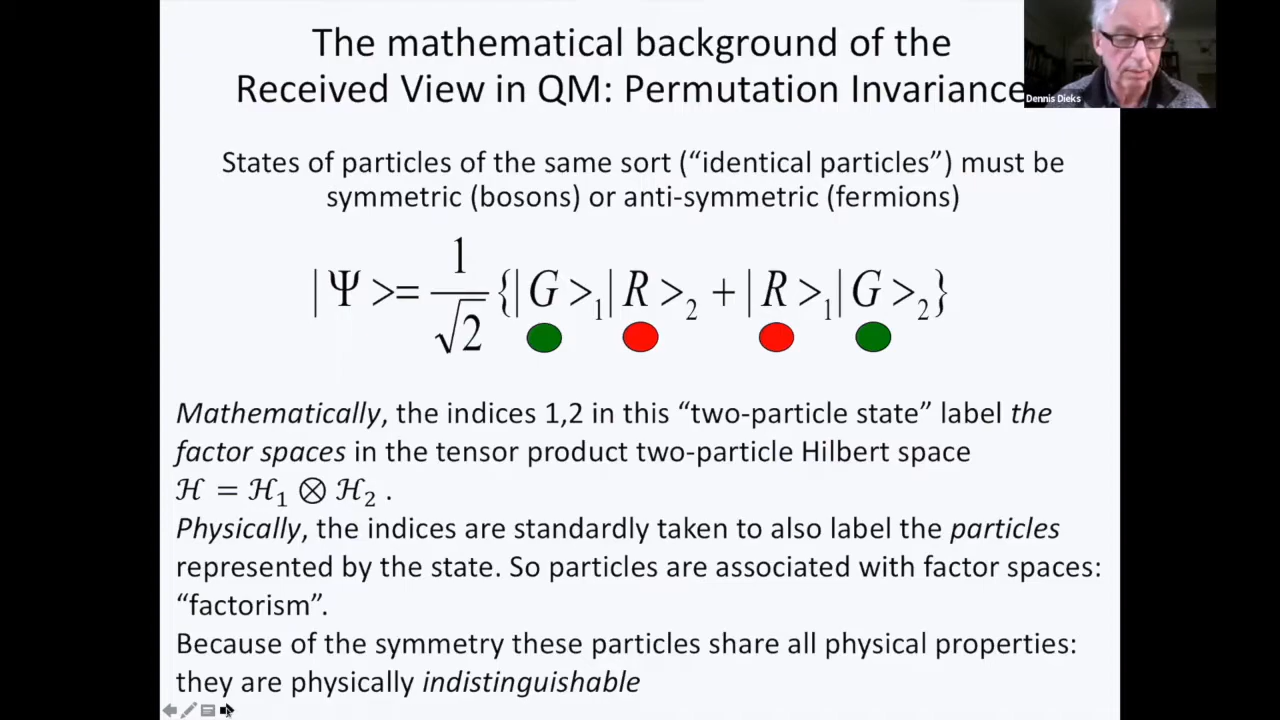 The mathematical background of the
Received View in QM: Permutation Invariance
Dennis Dieks
States of particles of the same sort (“identical particles”) must be
symmetric (bosons) or anti-symmetric (fermions)
|Ψ >= 1/√2 {|G >₁|R >₂ +|R >₁|G >₂}
Mathematically, the indices 1,2 in this “two-particle state” label the
factor spaces in the tensor product two-particle Hilbert space
ℋ = ℋ₁ ⊗ ℋ₂ .
Physically, the indices are standardly taken to also label the particles
represented by the state. So particles are associated with factor spaces:
“factorism”.
Because of the symmetry these particles share all physical properties:
they are physically indistinguishable